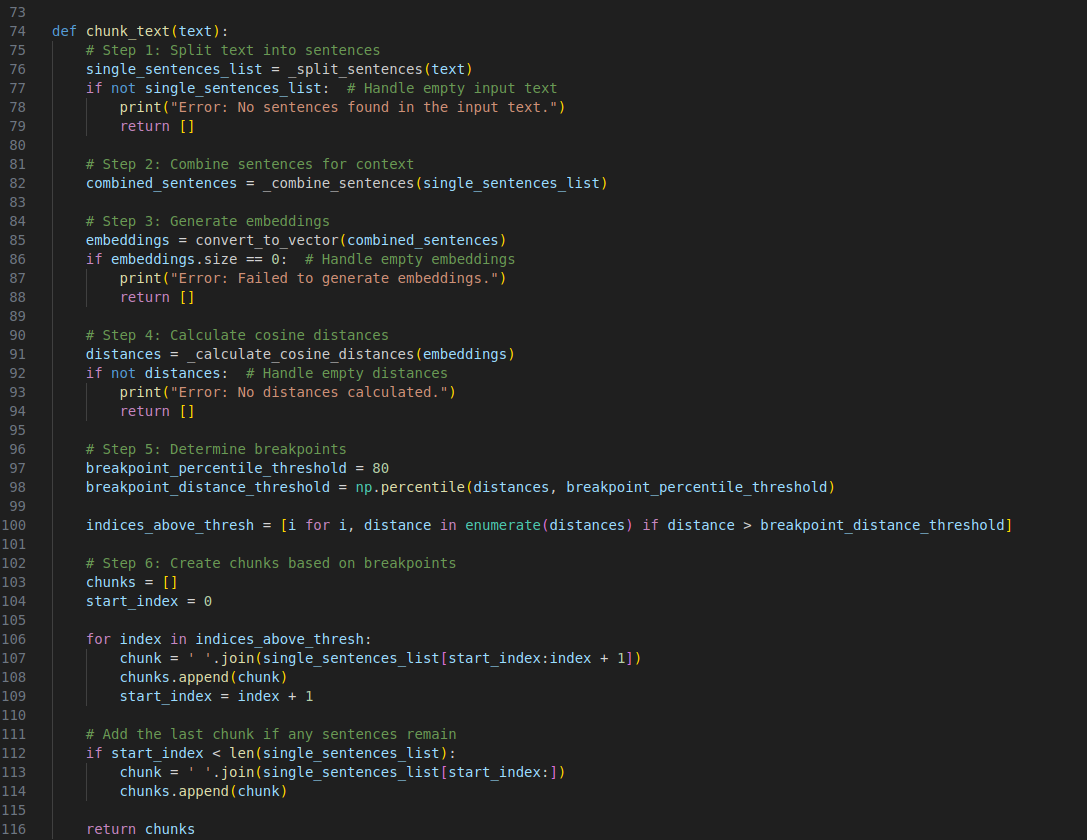 73
74 def chunk_text(text):
75     # Step 1: Split text into sentences
76     single_sentences_list = _split_sentences(text)
77     if not single_sentences_list:  # Handle empty input text
78         print("Error: No sentences found in the input text.")
79         return []
80
81     # Step 2: Combine sentences for context
82     combined_sentences = _combine_sentences(single_sentences_list)
83
84     # Step 3: Generate embeddings
85     embeddings = convert_to_vector(combined_sentences)
86     if embeddings.size == 0:  # Handle empty embeddings
87         print("Error: Failed to generate embeddings.")
88         return []
89
90     # Step 4: Calculate cosine distances
91     distances = _calculate_cosine_distances(embeddings)
92     if not distances:  # Handle empty distances
93         print("Error: No distances calculated.")
94         return []
95
96     # Step 5: Determine breakpoints
97     breakpoint_percentile_threshold = 80
98     breakpoint_distance_threshold = np.percentile(distances, breakpoint_percentile_threshold)
99
100     indices_above_thresh = [i for i, distance in enumerate(distances) if distance > breakpoint_distance_threshold]
101
102     # Step 6: Create chunks based on breakpoints
103     chunks = []
104     start_index = 0
105
106     for index in indices_above_thresh:
107         chunk = ' '.join(single_sentences_list[start_index:index + 1])
108         chunks.append(chunk)
109         start_index = index + 1
110
111     # Add the last chunk if any sentences remain
112     if start_index < len(single_sentences_list):
113         chunk = ' '.join(single_sentences_list[start_index:])
114         chunks.append(chunk)
115
116     return chunks